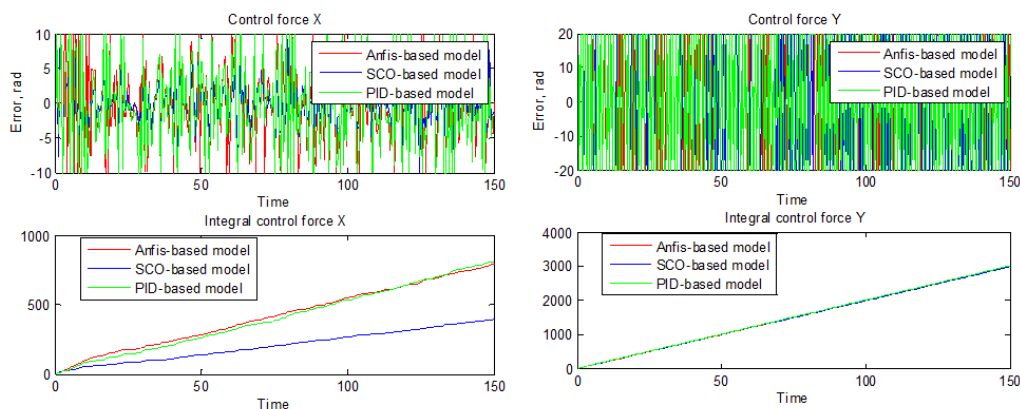 Control force X
Error, rad
10
5
0
-5
-10
Anfis-based model
SCO-based model
PID-based model
0
50
100
150
Time
Control force Y
Error, rad
20
10
0
-10
-20
Anfis-based model
SCO-based model
PID-based model
0
50
100
150
Time
Integral control force X
1000
500
0
Anfis-based model
SCO-based model
PID-based model
0
50
100
150
Time
Integral control force Y
4000
3000
2000
1000
0
Anfis-based model
SCO-based model
PID-based model
0
50
100
150
Time